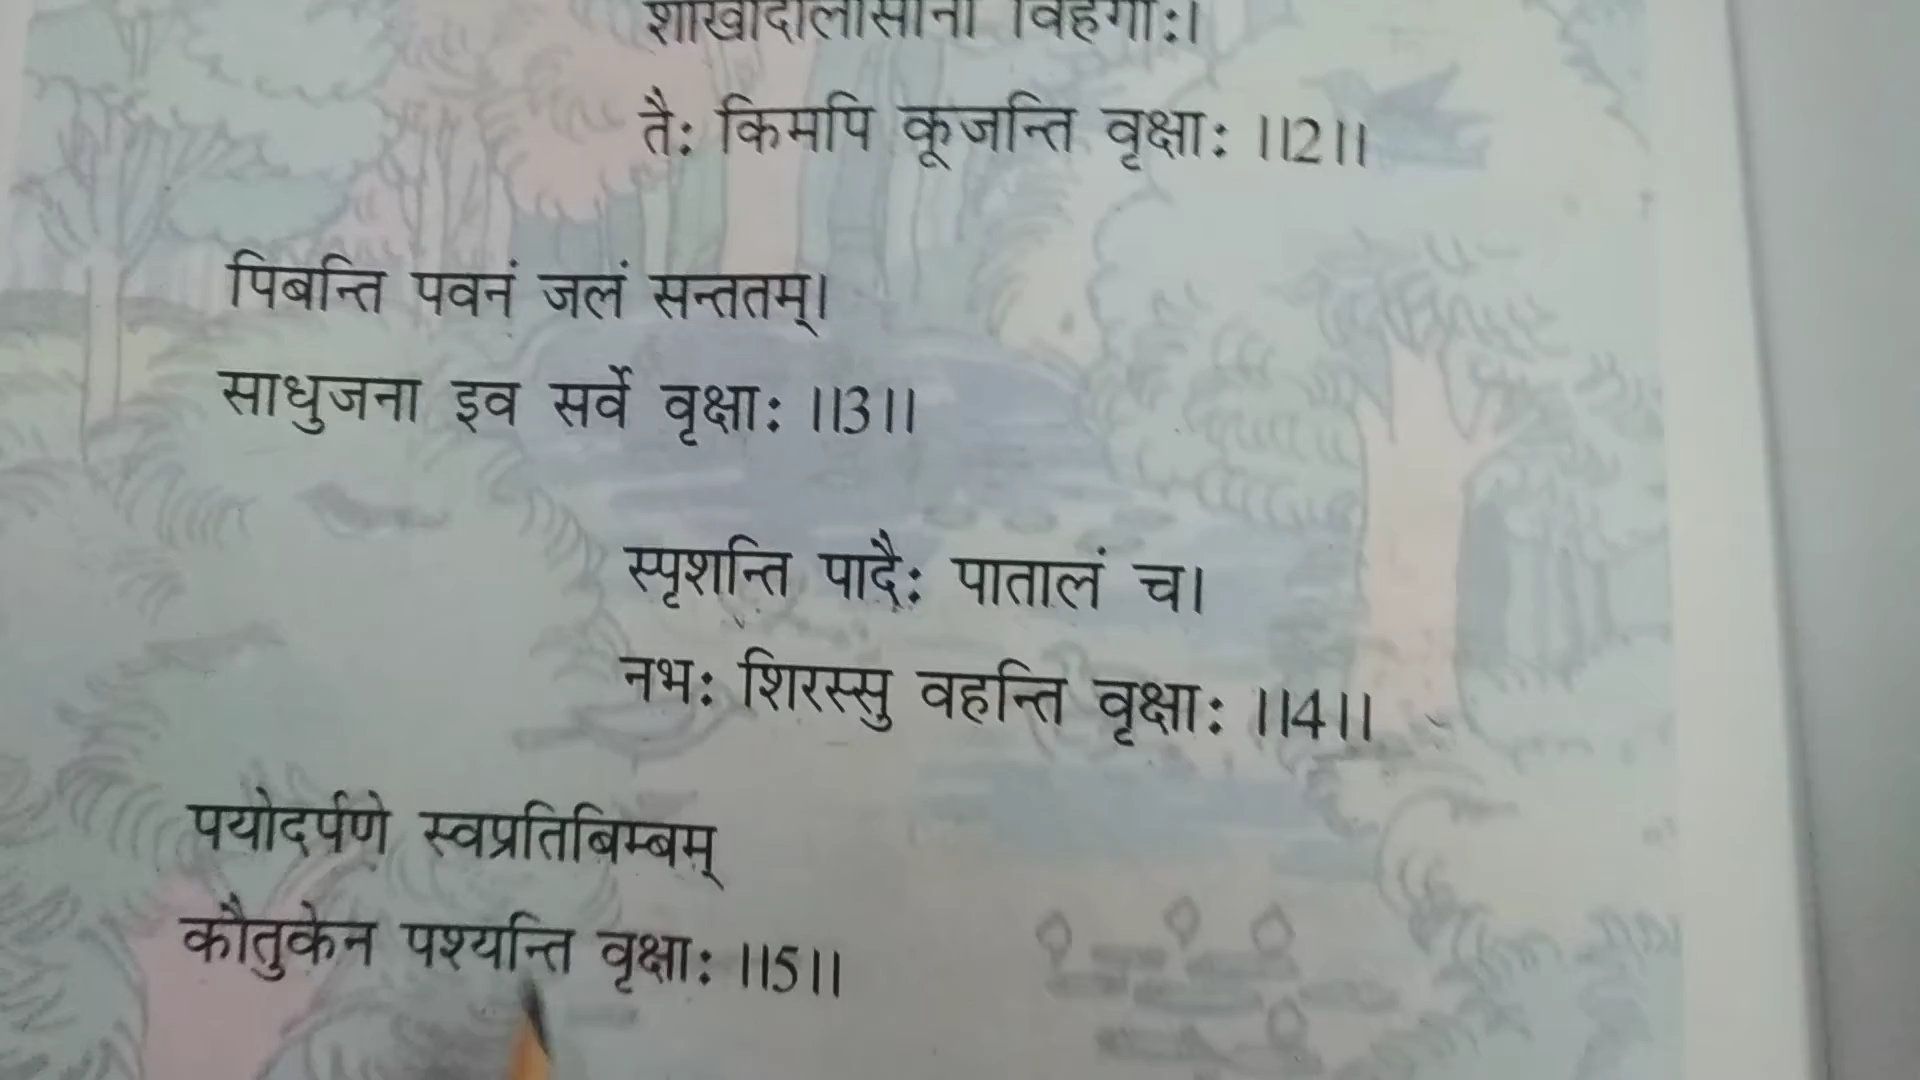 शाखादोलासीना विहगाः।
तैः किमपि कूजन्ति वृक्षाः ।।2।।
पिबन्ति पवनं जलं सन्ततम्।
साधुजना इव सर्वे वृक्षाः ।।3।।
स्पृशन्ति पादैः पातालं च।
नभः शिरस्सु वहन्ति वृक्षाः ।।4।।
पयोदर्पणे स्वप्रतिबिम्बम्
कौतुकेन पश्यन्ति वृक्षाः ।।5।।